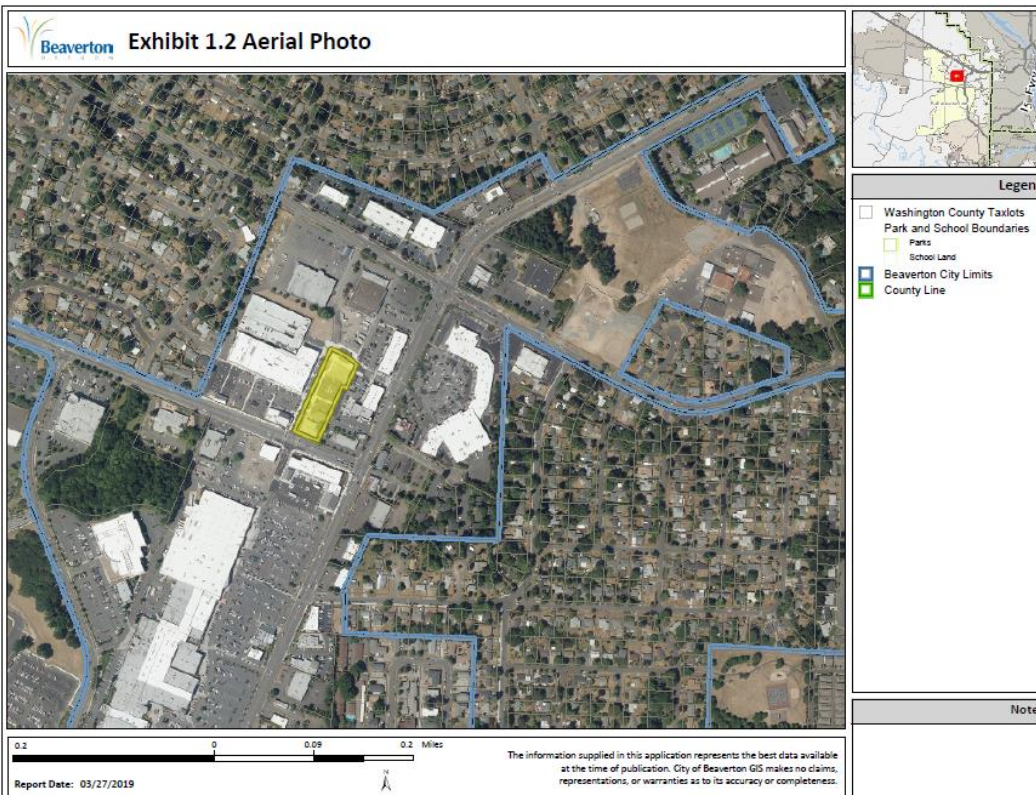 Beaverton
OREGON
Exhibit 1.2 Aerial Photo
Legen
Washington County Taxlots
Park and School Boundaries
Parks
School Land
Beaverton City Limits
County Line
Note
0.2 0 0.09 0.2 Miles
N
Report Date: 03/27/2019
The information supplied in this application represents the best data available
at the time of publication. City of Beaverton GIS makes no claims,
representations, or warranties as to its accuracy or completeness.